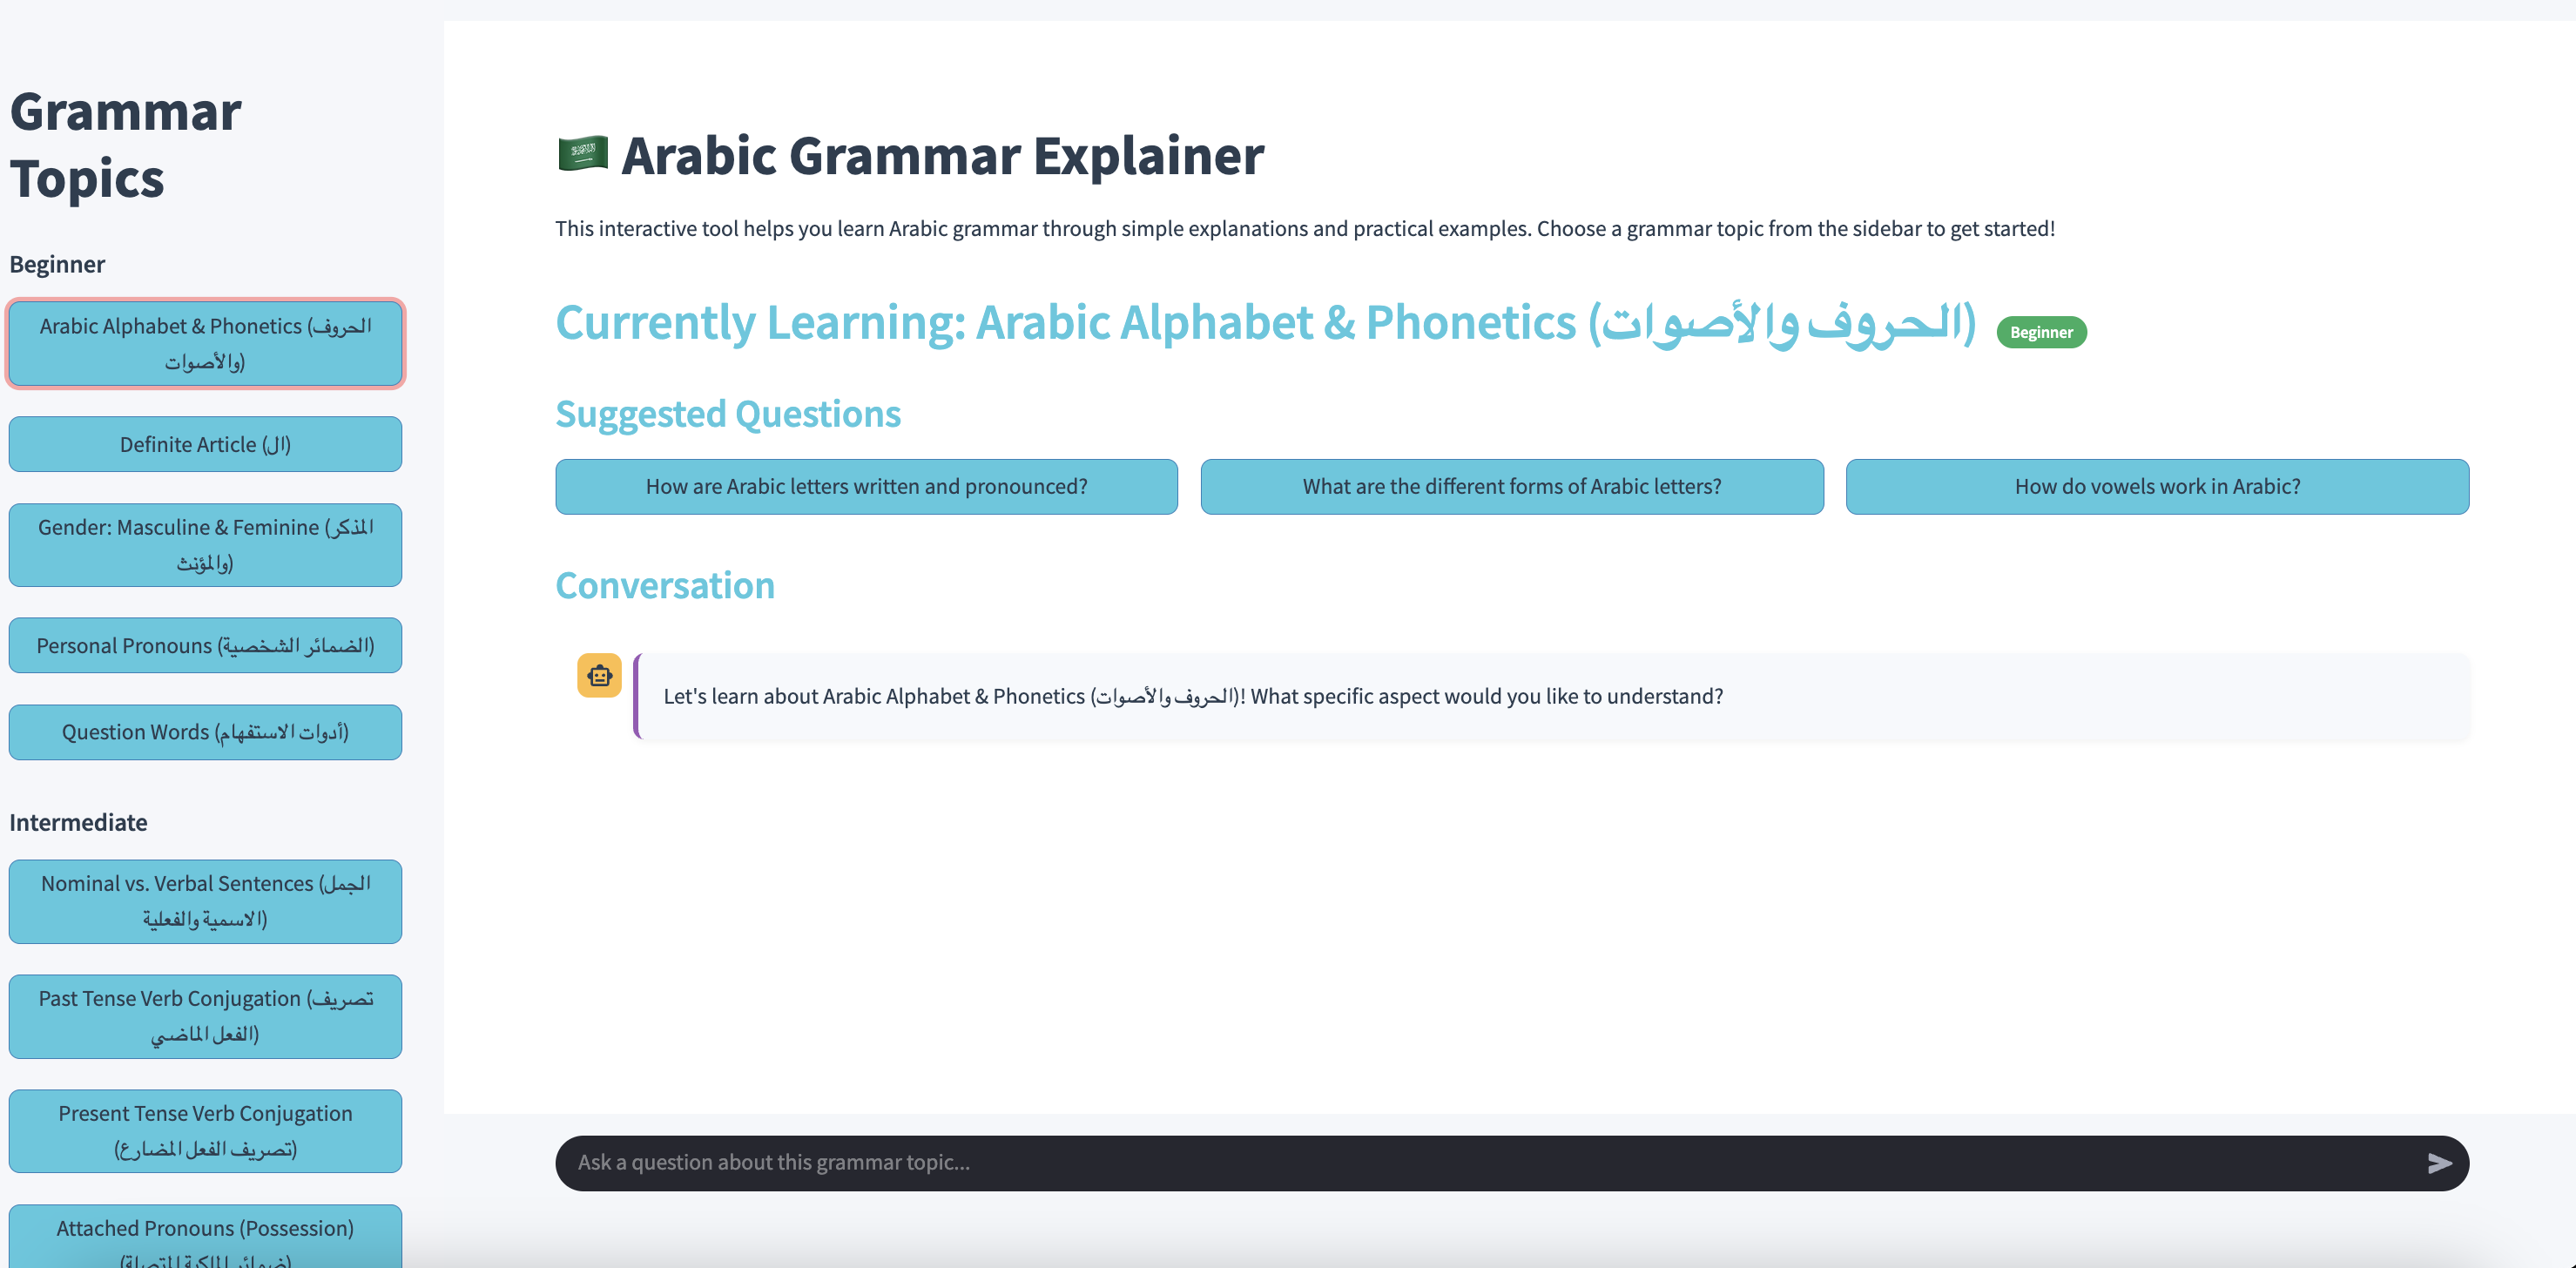 Grammar
Topics
Beginner
Arabic Alphabet & Phonetics (الحروف
والأصوات)
Definite Article (ال)
Gender: Masculine & Feminine (المذكر
والمؤنث)
Personal Pronouns (الضمائر الشخصية)
Question Words (أدوات الاستفهام)
Intermediate
Nominal vs. Verbal Sentences (الجمل
الاسمية والفعلية)
Past Tense Verb Conjugation (تصريف
الفعل الماضي)
Present Tense Verb Conjugation
(تصريف الفعل المضارع)
Attached Pronouns (Possession)
(ضمائر الملكية المتصلة)
Arabic Grammar Explainer
This interactive tool helps you learn Arabic grammar through simple explanations and practical examples. Choose a grammar topic from the sidebar to get started!
Currently Learning: Arabic Alphabet & Phonetics (الحروف والأصوات) Beginner
Suggested Questions
How are Arabic letters written and pronounced?
What are the different forms of Arabic letters?
How do vowels work in Arabic?
Conversation
Let's learn about Arabic Alphabet & Phonetics (الحروف والأصوات)! What specific aspect would you like to understand?
Ask a question about this grammar topic...